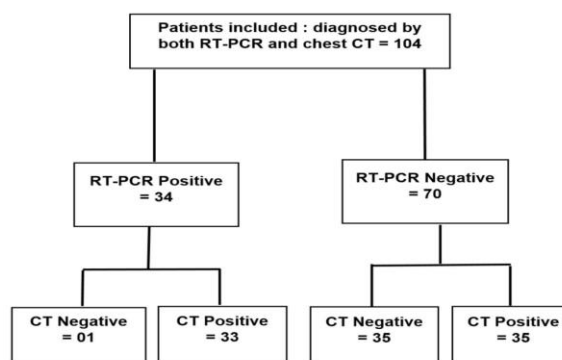 Patients included : diagnosed by
both RT-PCR and chest CT = 104
RT-PCR Positive
= 34
RT-PCR Negative
= 70
CT Negative
= 01
CT Positive
= 33
CT Negative
= 35
CT Positive
= 35